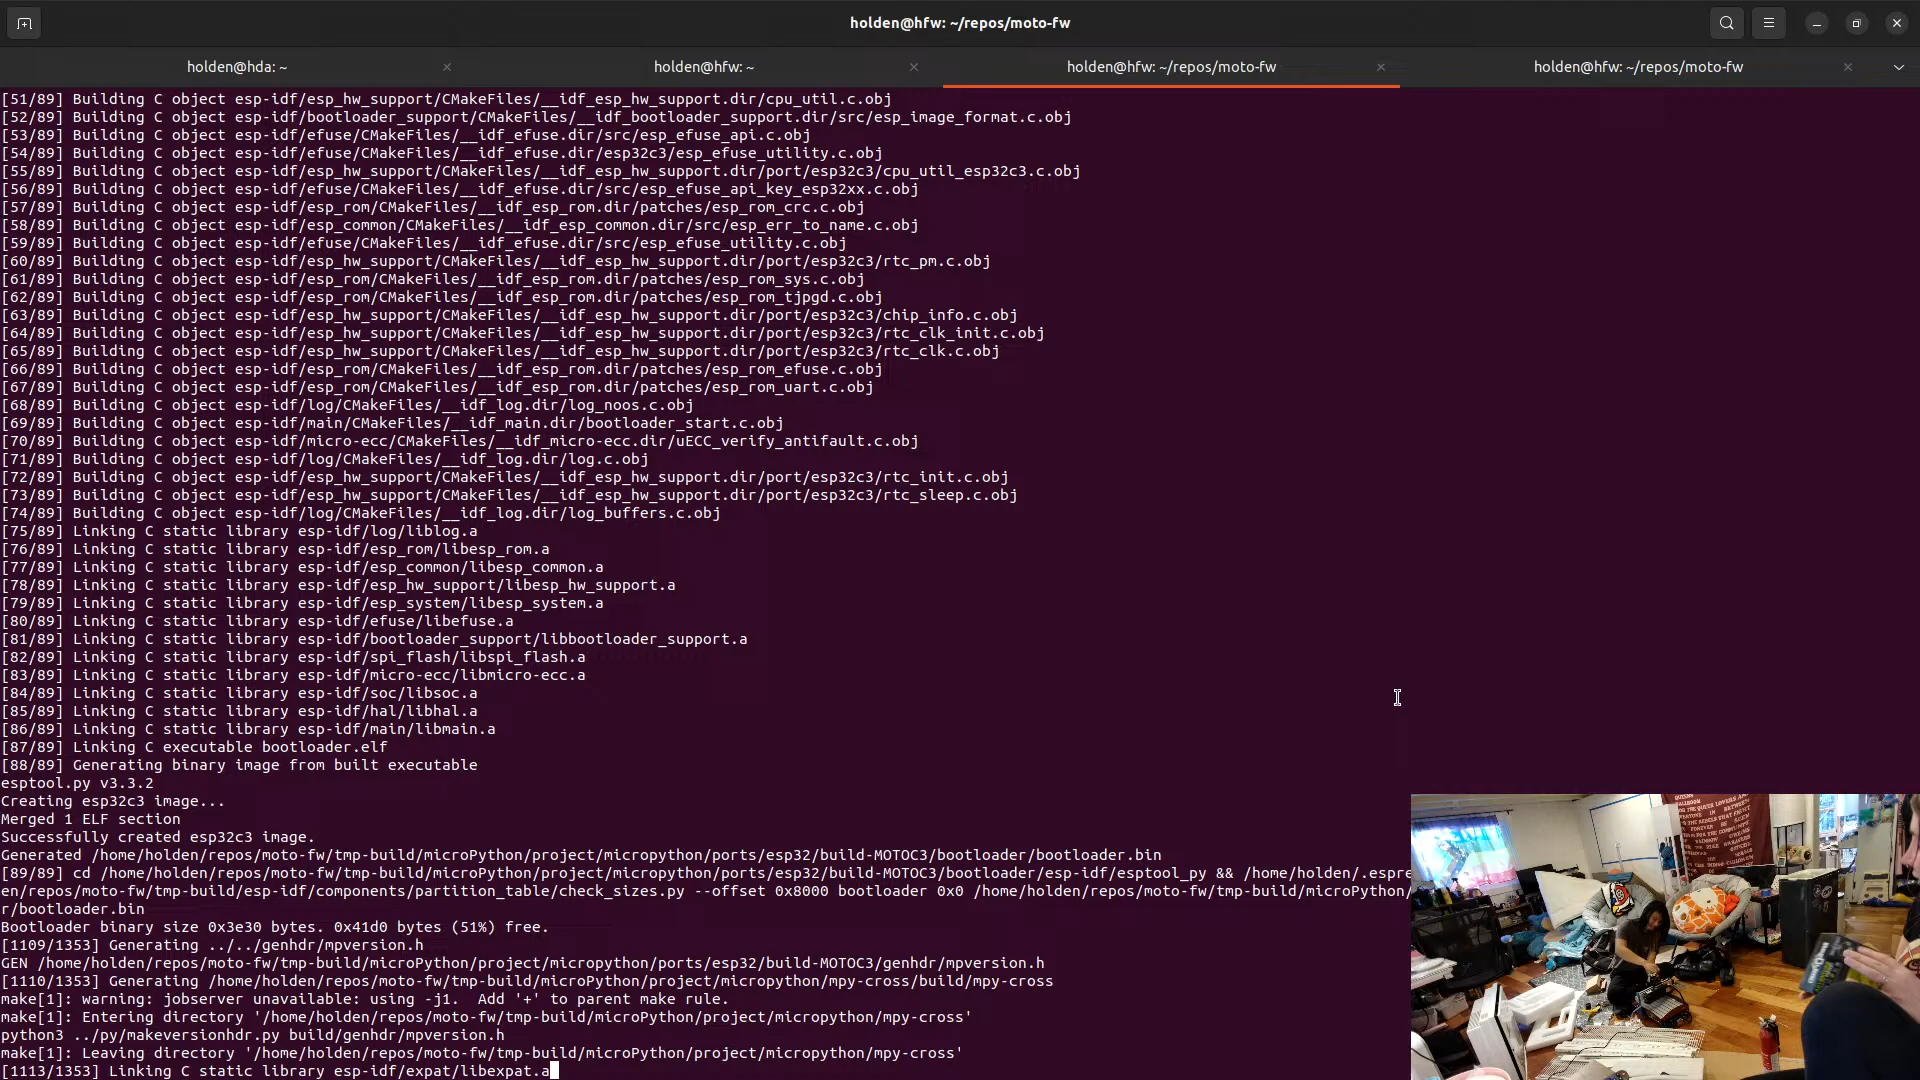 holden@hfw: ~/repos/moto-fw
holden@hda: ~
holden@hfw: ~
holden@hfw: ~/repos/moto-fw
holden@hfw: ~/repos/moto-fw
[51/89] Building C object esp-idf/esp_hw_support/CMakeFiles/__idf_esp_hw_support.dir/cpu_util.c.obj
[52/89] Building C object esp-idf/bootloader_support/CMakeFiles/__idf_bootloader_support.dir/src/esp_image_format.c.obj
[53/89] Building C object esp-idf/efuse/CMakeFiles/__idf_efuse.dir/src/esp_efuse_api.c.obj
[54/89] Building C object esp-idf/efuse/CMakeFiles/__idf_efuse.dir/esp32c3/esp_efuse_utility.c.obj
[55/89] Building C object esp-idf/esp_hw_support/CMakeFiles/__idf_esp_hw_support.dir/port/esp32c3/cpu_util_esp32c3.c.obj
[56/89] Building C object esp-idf/efuse/CMakeFiles/__idf_efuse.dir/src/esp_efuse_api_key_esp32xx.c.obj
[57/89] Building C object esp-idf/esp_rom/CMakeFiles/__idf_esp_rom.dir/patches/esp_rom_crc.c.obj
[58/89] Building C object esp-idf/esp_common/CMakeFiles/__idf_esp_common.dir/src/esp_err_to_name.c.obj
[59/89] Building C object esp-idf/efuse/CMakeFiles/__idf_efuse.dir/src/esp_efuse_utility.c.obj
[60/89] Building C object esp-idf/esp_hw_support/CMakeFiles/__idf_esp_hw_support.dir/port/esp32c3/rtc_pm.c.obj
[61/89] Building C object esp-idf/esp_rom/CMakeFiles/__idf_esp_rom.dir/patches/esp_rom_sys.c.obj
[62/89] Building C object esp-idf/esp_rom/CMakeFiles/__idf_esp_rom.dir/patches/esp_rom_tjpgd.c.obj
[63/89] Building C object esp-idf/esp_hw_support/CMakeFiles/__idf_esp_hw_support.dir/port/esp32c3/chip_info.c.obj
[64/89] Building C object esp-idf/esp_hw_support/CMakeFiles/__idf_esp_hw_support.dir/port/esp32c3/rtc_clk_init.c.obj
[65/89] Building C object esp-idf/esp_hw_support/CMakeFiles/__idf_esp_hw_support.dir/port/esp32c3/rtc_clk.c.obj
[66/89] Building C object esp-idf/esp_rom/CMakeFiles/__idf_esp_rom.dir/patches/esp_rom_efuse.c.obj
[67/89] Building C object esp-idf/esp_rom/CMakeFiles/__idf_esp_rom.dir/patches/esp_rom_uart.c.obj
[68/89] Building C object esp-idf/log/CMakeFiles/__idf_log.dir/log_noos.c.obj
[69/89] Building C object esp-idf/main/CMakeFiles/__idf_main.dir/bootloader_start.c.obj
[70/89] Building C object esp-idf/micro-ecc/CMakeFiles/__idf_micro-ecc.dir/uECC_verify_antifault.c.obj
[71/89] Building C object esp-idf/log/CMakeFiles/__idf_log.dir/log.c.obj
[72/89] Building C object esp-idf/esp_hw_support/CMakeFiles/__idf_esp_hw_support.dir/port/esp32c3/rtc_init.c.obj
[73/89] Building C object esp-idf/esp_hw_support/CMakeFiles/__idf_esp_hw_support.dir/port/esp32c3/rtc_sleep.c.obj
[74/89] Building C object esp-idf/log/CMakeFiles/__idf_log.dir/log_buffers.c.obj
[75/89] Linking C static library esp-idf/log/liblog.a
[76/89] Linking C static library esp-idf/esp_rom/libesp_rom.a
[77/89] Linking C static library esp-idf/esp_common/libesp_common.a
[78/89] Linking C static library esp-idf/esp_hw_support/libesp_hw_support.a
[79/89] Linking C static library esp-idf/esp_system/libesp_system.a
[80/89] Linking C static library esp-idf/efuse/libefuse.a
[81/89] Linking C static library esp-idf/bootloader_support/libbootloader_support.a
[82/89] Linking C static library esp-idf/spi_flash/libspi_flash.a
[83/89] Linking C static library esp-idf/micro-ecc/libmicro-ecc.a
[84/89] Linking C static library esp-idf/soc/libsoc.a
[85/89] Linking C static library esp-idf/hal/libhal.a
[86/89] Linking C static library esp-idf/main/libmain.a
[87/89] Linking C executable bootloader.elf
[88/89] Generating binary image from built executable
esptool.py v3.3.2
Creating esp32c3 image...
Merged 1 ELF section
Successfully created esp32c3 image.
Generated /home/holden/repos/moto-fw/tmp-build/microPython/project/micropython/ports/esp32/build-MOTOC3/bootloader/bootloader.bin
[89/89] cd /home/holden/repos/moto-fw/tmp-build/microPython/project/micropython/ports/esp32/build-MOTOC3/bootloader/esp-idf/esptool_py && /home/holden/.espre
en/repos/moto-fw/tmp-build/esp-idf/components/partition_table/check_sizes.py --offset 0x8000 bootloader 0x0 /home/holden/repos/moto-fw/tmp-build/microPython/
r/bootloader.bin
Bootloader binary size 0x3e30 bytes. 0x41d0 bytes (51%) free.
[1109/1353] Generating ../../genhdr/mpversion.h
GEN /home/holden/repos/moto-fw/tmp-build/microPython/project/micropython/ports/esp32/build-MOTOC3/genhdr/mpversion.h
[1110/1353] Generating /home/holden/repos/moto-fw/tmp-build/microPython/project/micropython/mpy-cross/build/mpy-cross
make[1]: warning: jobserver unavailable: using -j1.  Add '+' to parent make rule.
make[1]: Entering directory '/home/holden/repos/moto-fw/tmp-build/microPython/project/micropython/mpy-cross'
python3 ../py/makeversionhdr.py build/genhdr/mpversion.h
make[1]: Leaving directory '/home/holden/repos/moto-fw/tmp-build/microPython/project/micropython/mpy-cross'
[1113/1353] Linking C static library esp-idf/expat/libexpat.a